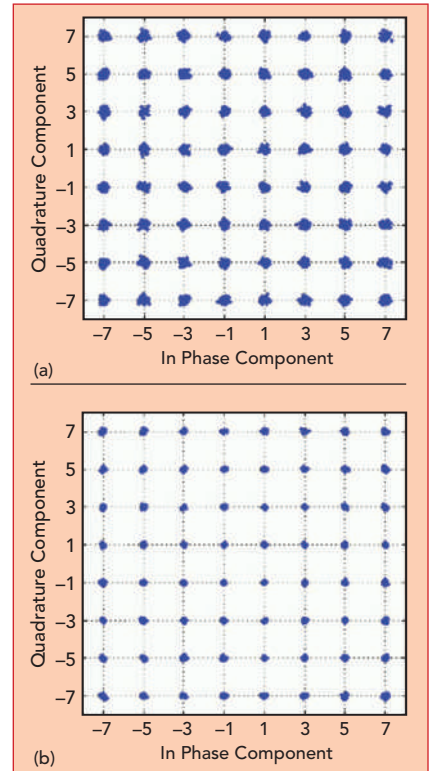 Quadrature Component
7
5
3
1
–1
–3
–5
–7
–7 –5 –3 –1 1 3 5 7
In Phase Component
(a)
Quadrature Component
7
5
3
1
–1
–3
–5
–7
–7 –5 –3 –1 1 3 5 7
In Phase Component
(b)